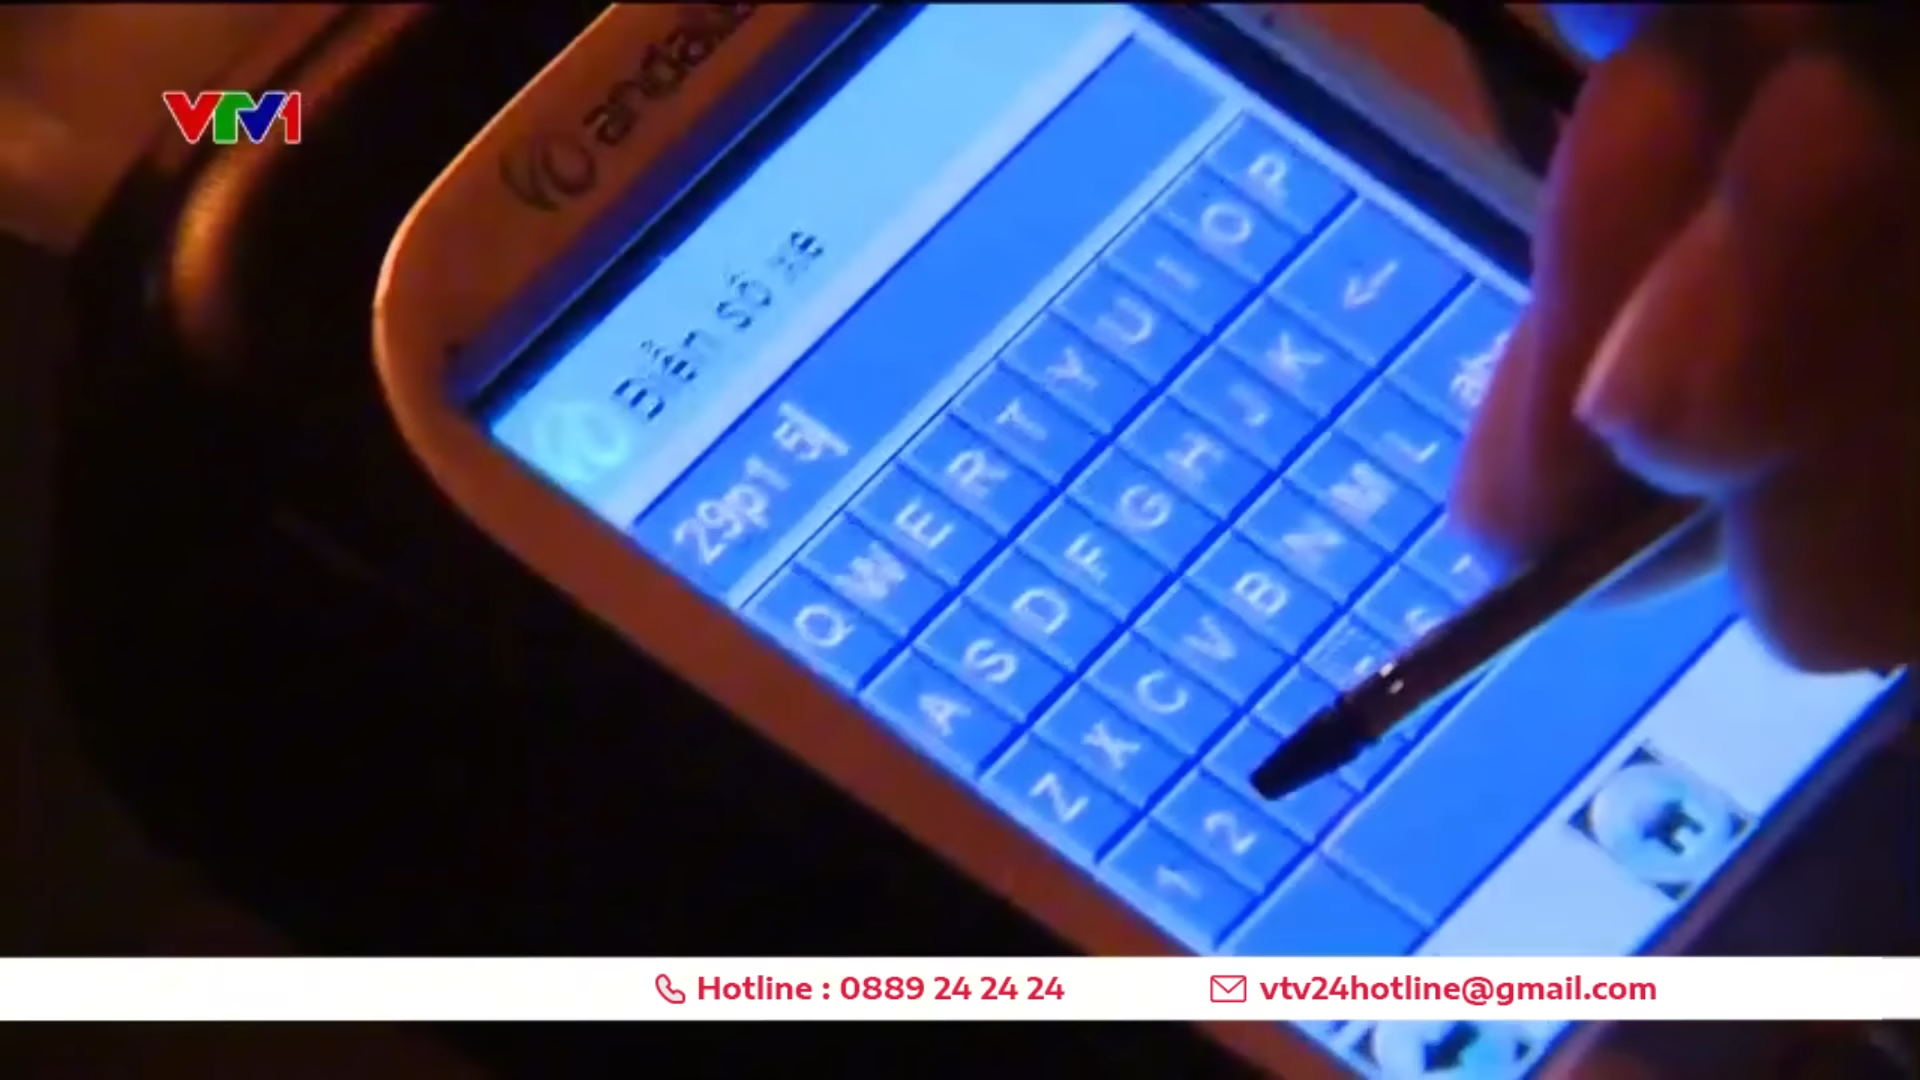 VTV1
Biển số xe
29p1
Q W E R T Y U I O P
A S D F G H J K
Z X C V B N M L
1 2
Hotline : 0889 24 24 24
vtv24hotline@gmail.com